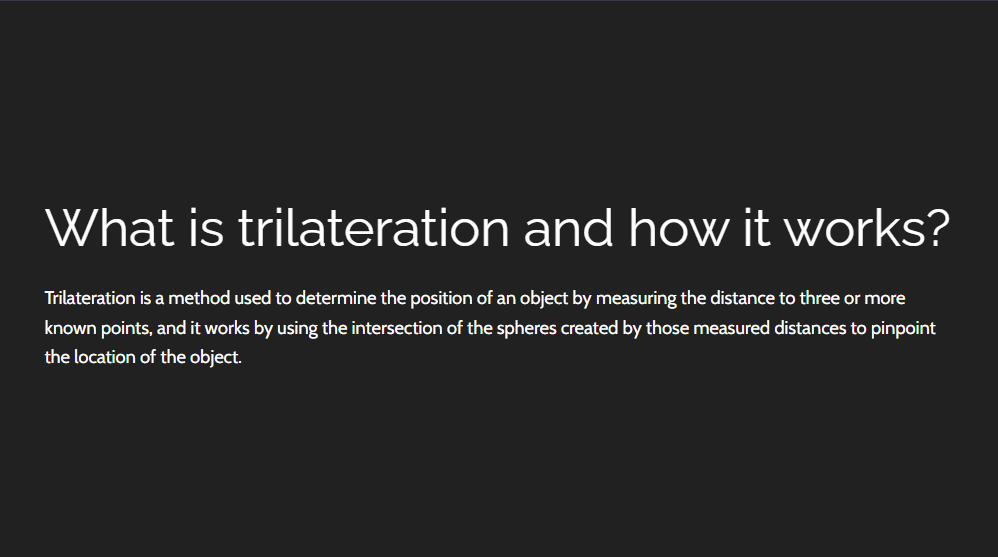 What is trilateration and how it works?
Trilateration is a method used to determine the position of an object by measuring the distance to three or more
known points, and it works by using the intersection of the spheres created by those measured distances to pinpoint
the location of the object.